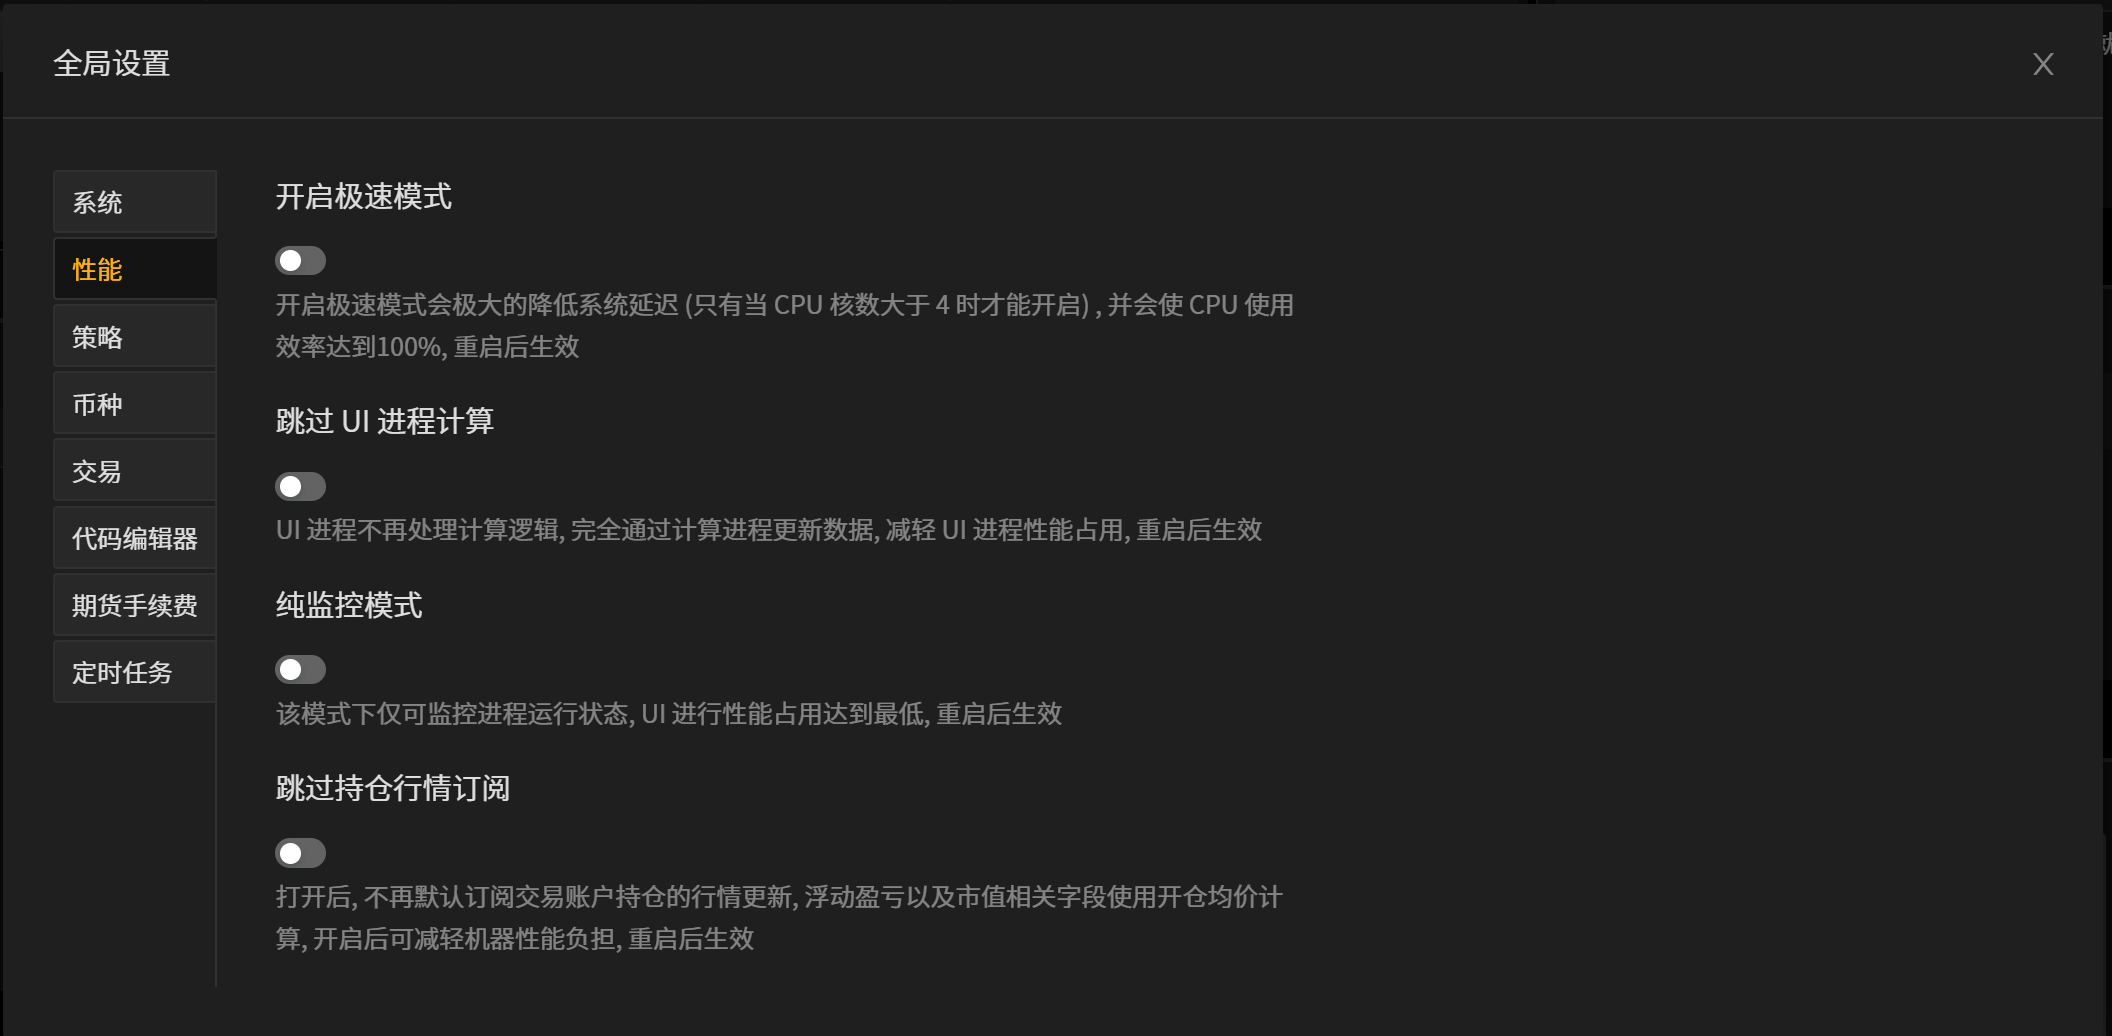 全局设置
X
系统
性能
策略
币种
交易
代码编辑器
期货手续费
定时任务
开启极速模式
开启极速模式会极大的降低系统延迟 (只有当 CPU 核数大于 4 时才能开启) , 并会使 CPU 使用
效率达到100%, 重启后生效
跳过 UI 进程计算
UI 进程不再处理计算逻辑, 完全通过计算进程更新数据, 减轻 UI 进程性能占用, 重启后生效
纯监控模式
该模式下仅可监控进程运行状态, UI 进行性能占用达到最低, 重启后生效
跳过持仓行情订阅
打开后, 不再默认订阅交易账户持仓的行情更新, 浮动盈亏以及市值相关字段使用开仓均价计
算, 开启后可减轻机器性能负担, 重启后生效